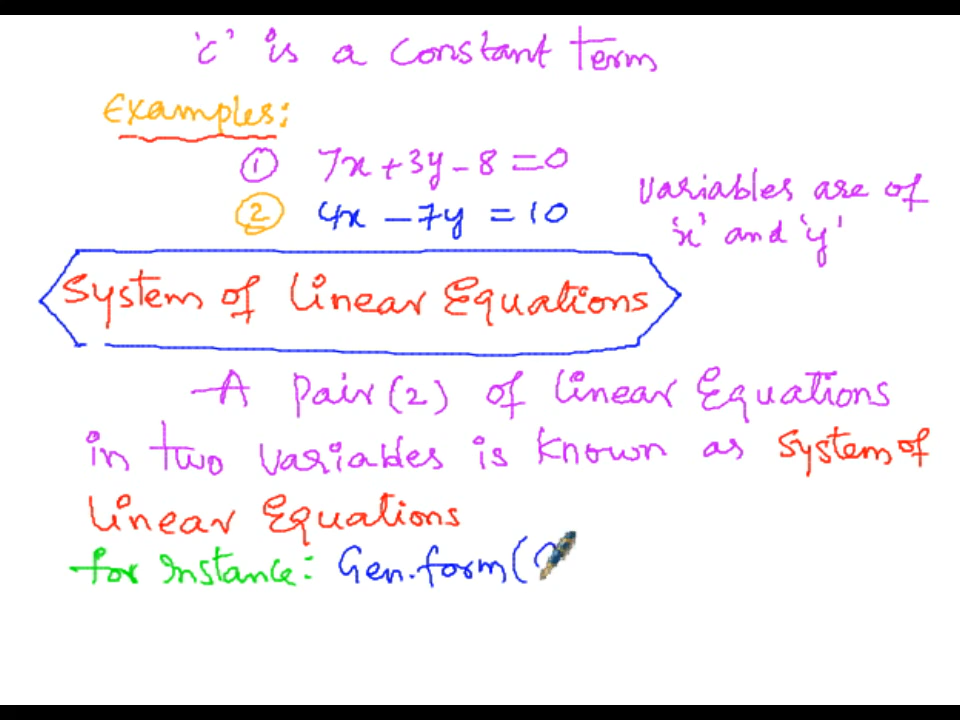 'c' is a constant term
Examples:
① 7x + 3y - 8 = 0
② 4x - 7y = 10
variables are of
'x' and 'y'
System of Linear Equations
A pair (2) of linear Equations
in two variables is known as System of
Linear Equations
for instance: Gen. form (